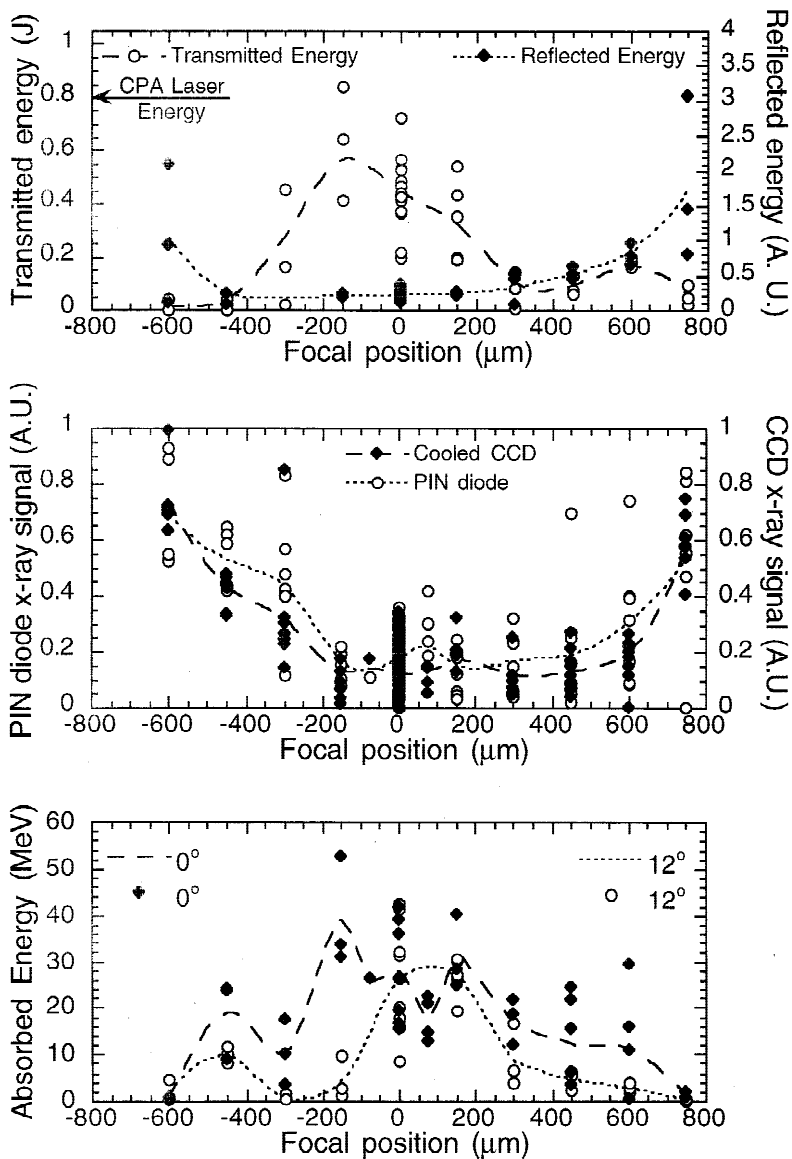 Transmitted energy (J)
1
0.8
0.6
0.4
0.2
0
Transmitted Energy
Reflected Energy
CPA Laser
Energy
4
3.5
3
2.5
2
1.5
1
0.5
0
Reflected energy (A. U.)
-800 -600 -400 -200 0 200 400 600 800
Focal position (μm)
PIN diode x-ray signal (A.U.)
1
0.8
0.6
0.4
0.2
0
Cooled CCD
PIN diode
1
0.8
0.6
0.4
0.2
0
CCD x-ray signal (A.U.)
-800 -600 -400 -200 0 200 400 600 800
Focal position (μm)
Absorbed Energy (MeV)
60
50
40
30
20
10
0
0°
0°
12°
12°
-800 -600 -400 -200 0 200 400 600 800
Focal position (μm)